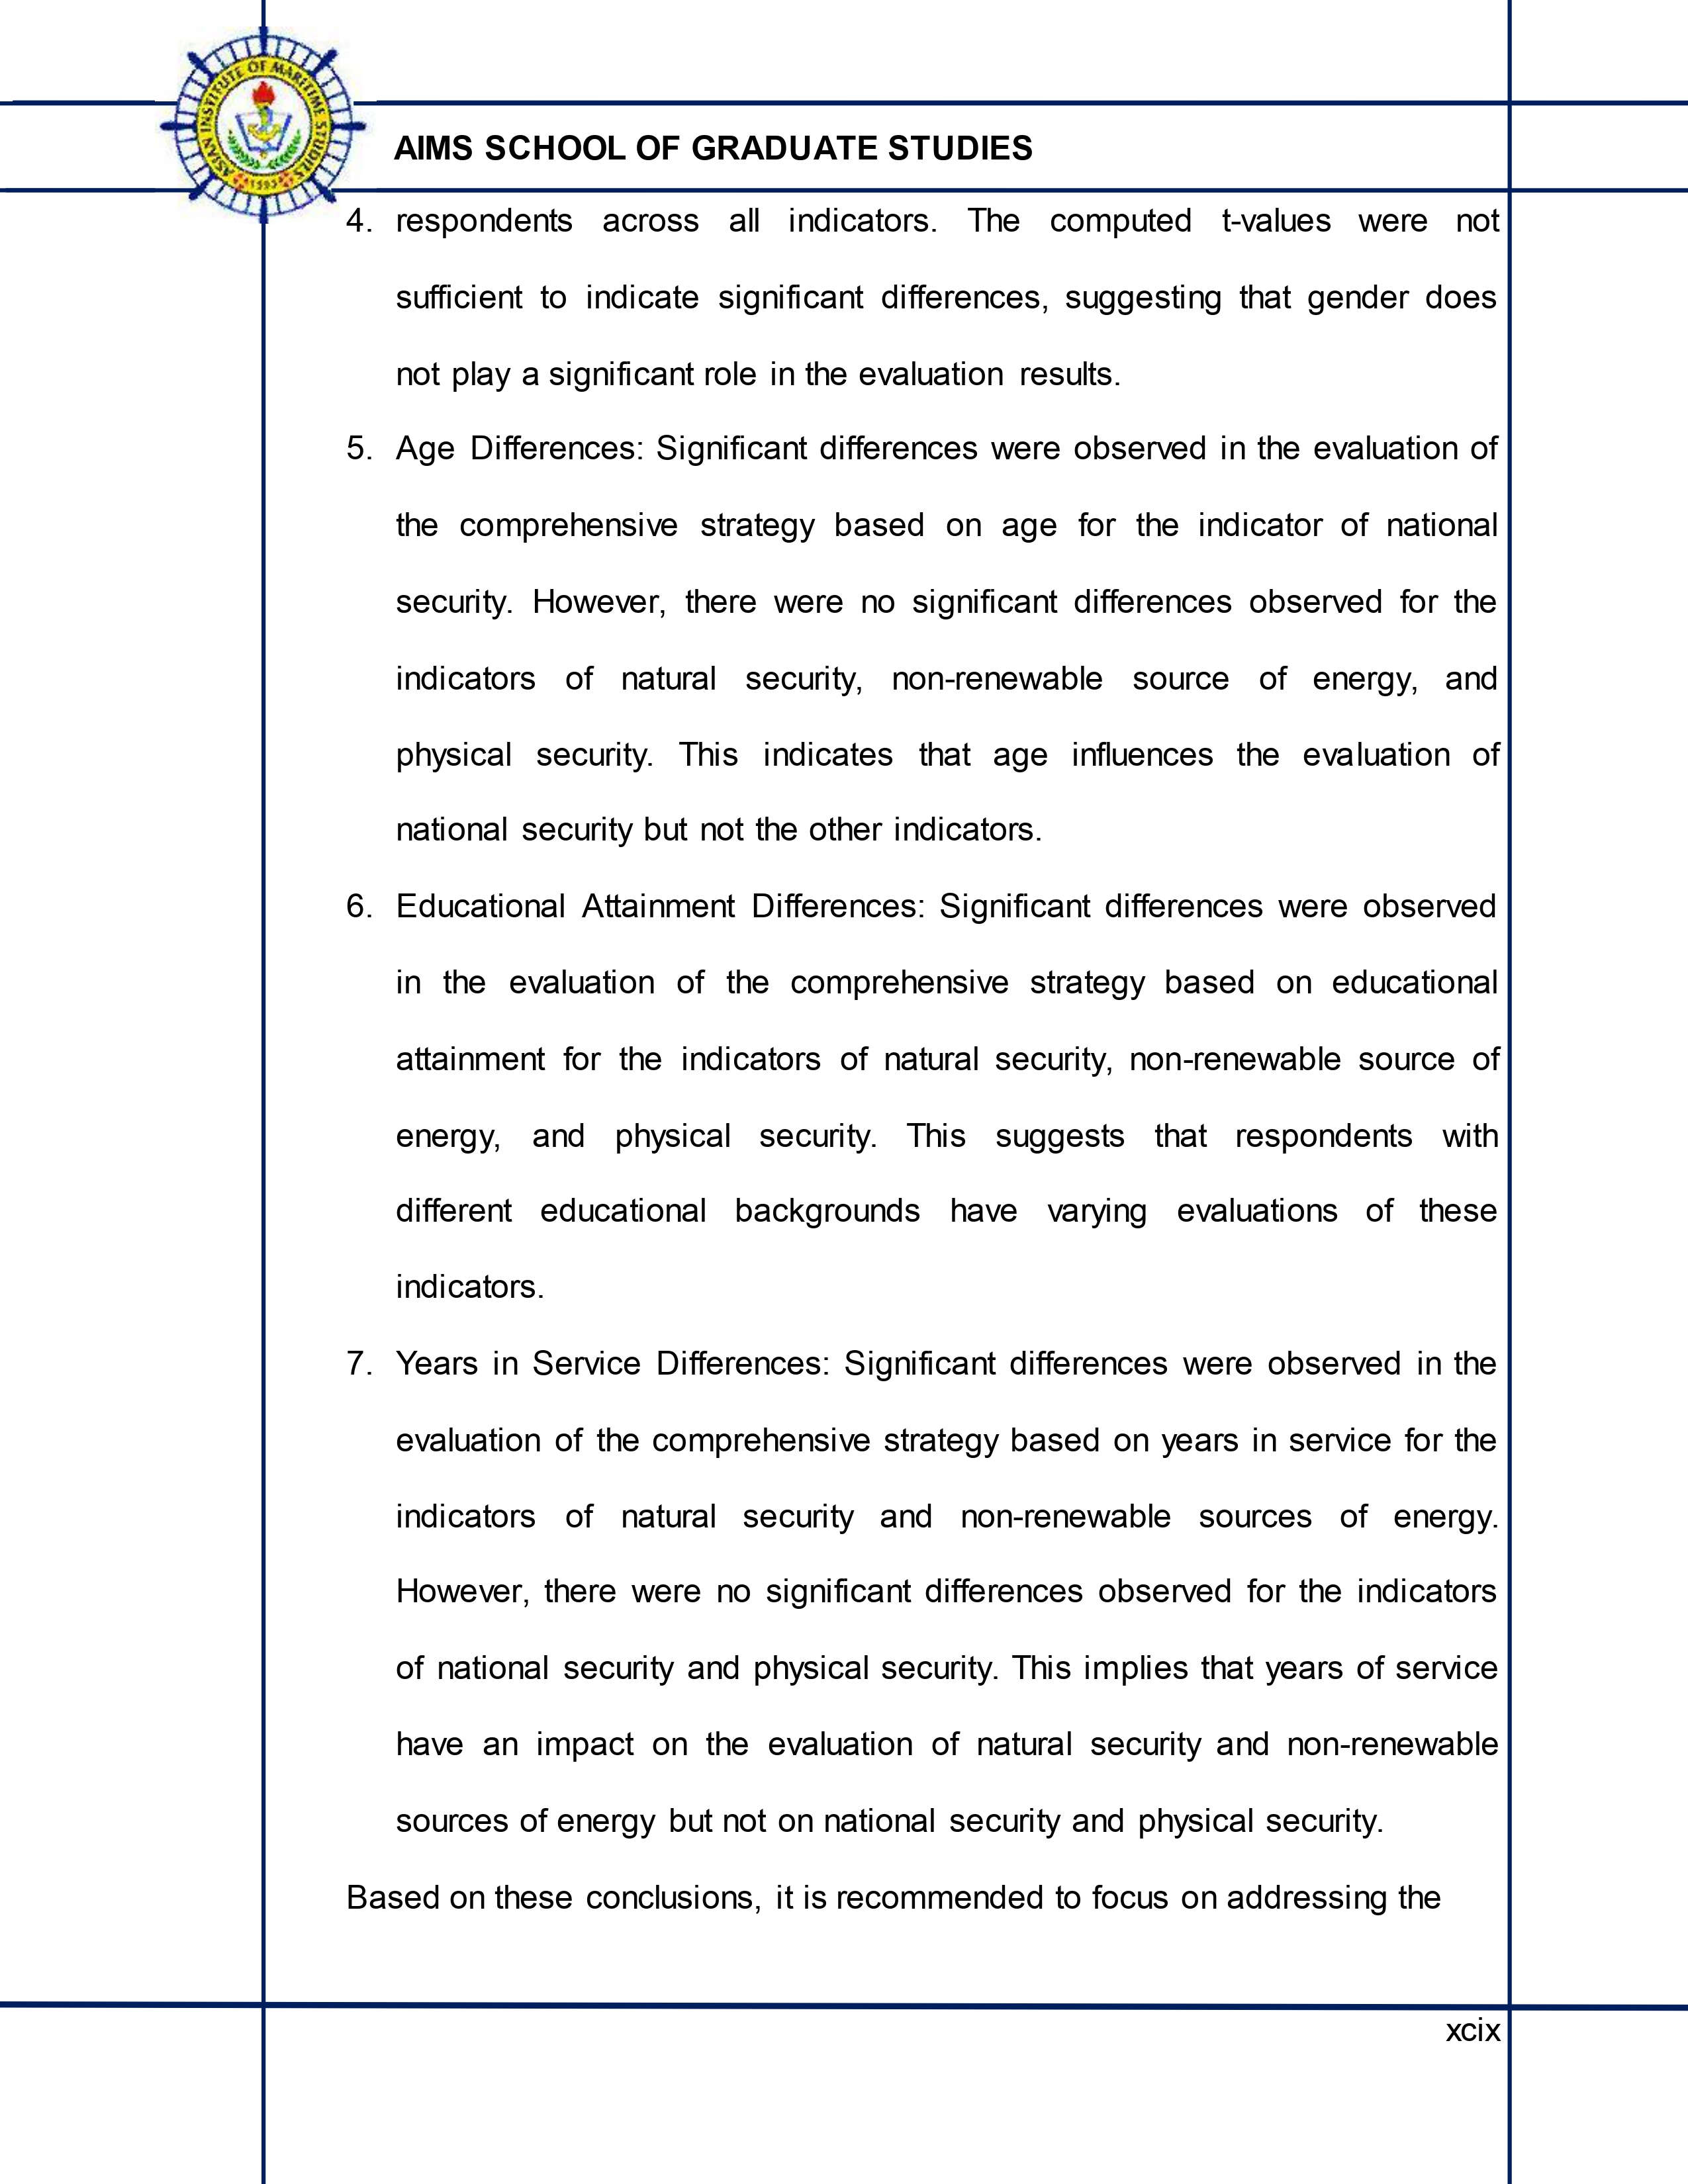 ASIAN INSTITUTE OF MARITIME STUDIES
1993
AIMS SCHOOL OF GRADUATE STUDIES
4. respondents across all indicators. The computed t-values were not
sufficient to indicate significant differences, suggesting that gender does
not play a significant role in the evaluation results.
5. Age Differences: Significant differences were observed in the evaluation of
the comprehensive strategy based on age for the indicator of national
security. However, there were no significant differences observed for the
indicators of natural security, non-renewable source of energy, and
physical security. This indicates that age influences the evaluation of
national security but not the other indicators.
6. Educational Attainment Differences: Significant differences were observed
in the evaluation of the comprehensive strategy based on educational
attainment for the indicators of natural security, non-renewable source of
energy, and physical security. This suggests that respondents with
different educational backgrounds have varying evaluations of these
indicators.
7. Years in Service Differences: Significant differences were observed in the
evaluation of the comprehensive strategy based on years in service for the
indicators of natural security and non-renewable sources of energy.
However, there were no significant differences observed for the indicators
of national security and physical security. This implies that years of service
have an impact on the evaluation of natural security and non-renewable
sources of energy but not on national security and physical security.
Based on these conclusions, it is recommended to focus on addressing the
xcix